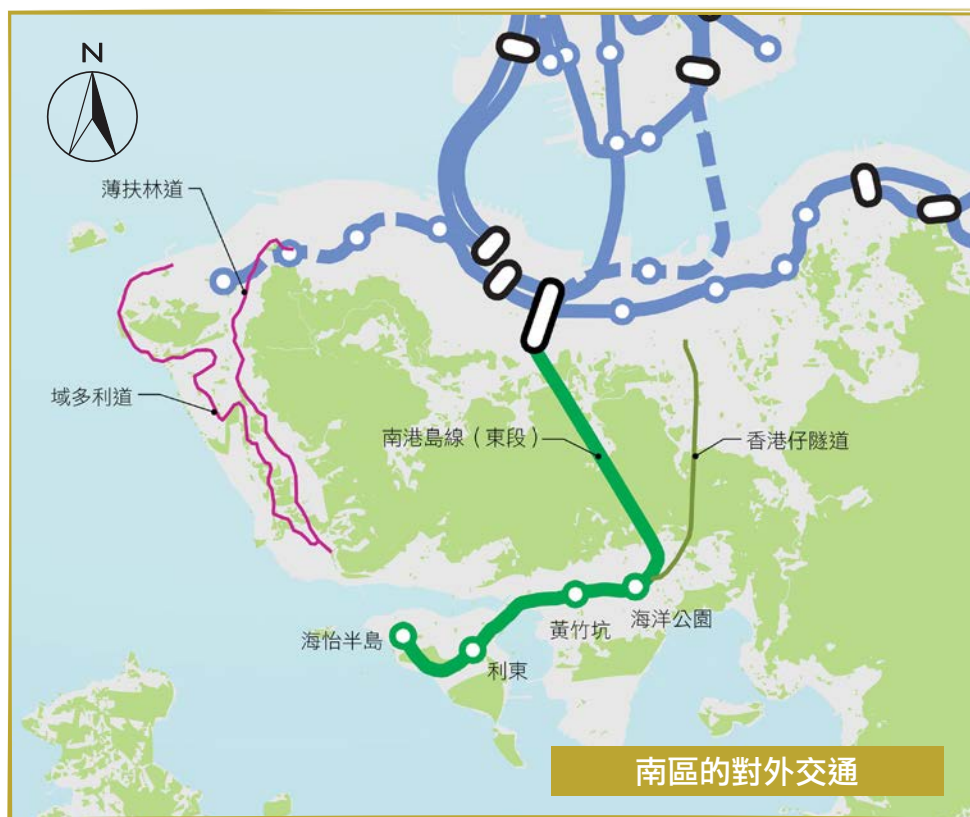 N
薄扶林道
域多利道
南港島線（東段）
香港仔隧道
海怡半島
利東
黃竹坑
海洋公園
南區的對外交通